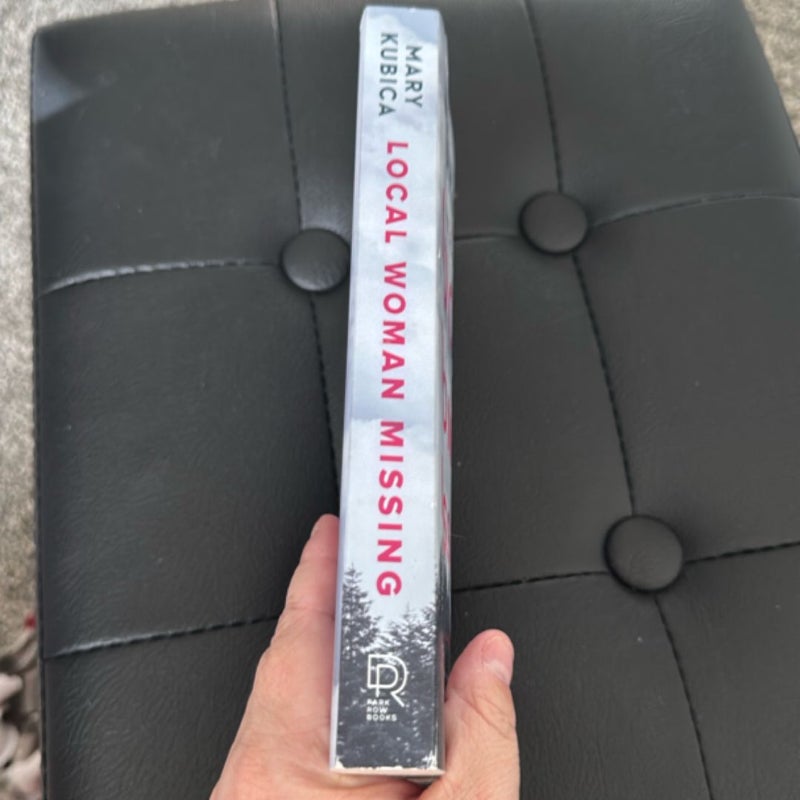 MARY
KUBICA
LOCAL WOMAN MISSING
PARK
ROW
BOOKS